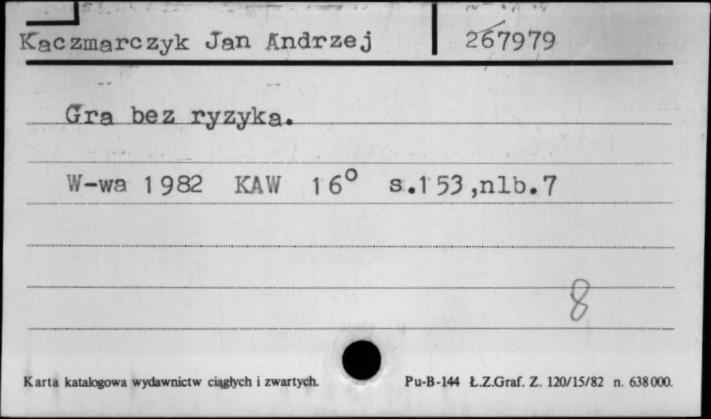 Kaczmarczyk Jan Andrzej 267979
Gra bez ryzyka.
W-wa 1982 KAW 16° s.153,nlb.7
8
Karta katalogowa wydawnictw ciągłych i zwartych. Pu-B-144 Ł.Z.Graf. Z. 120/15/82 n. 638000.